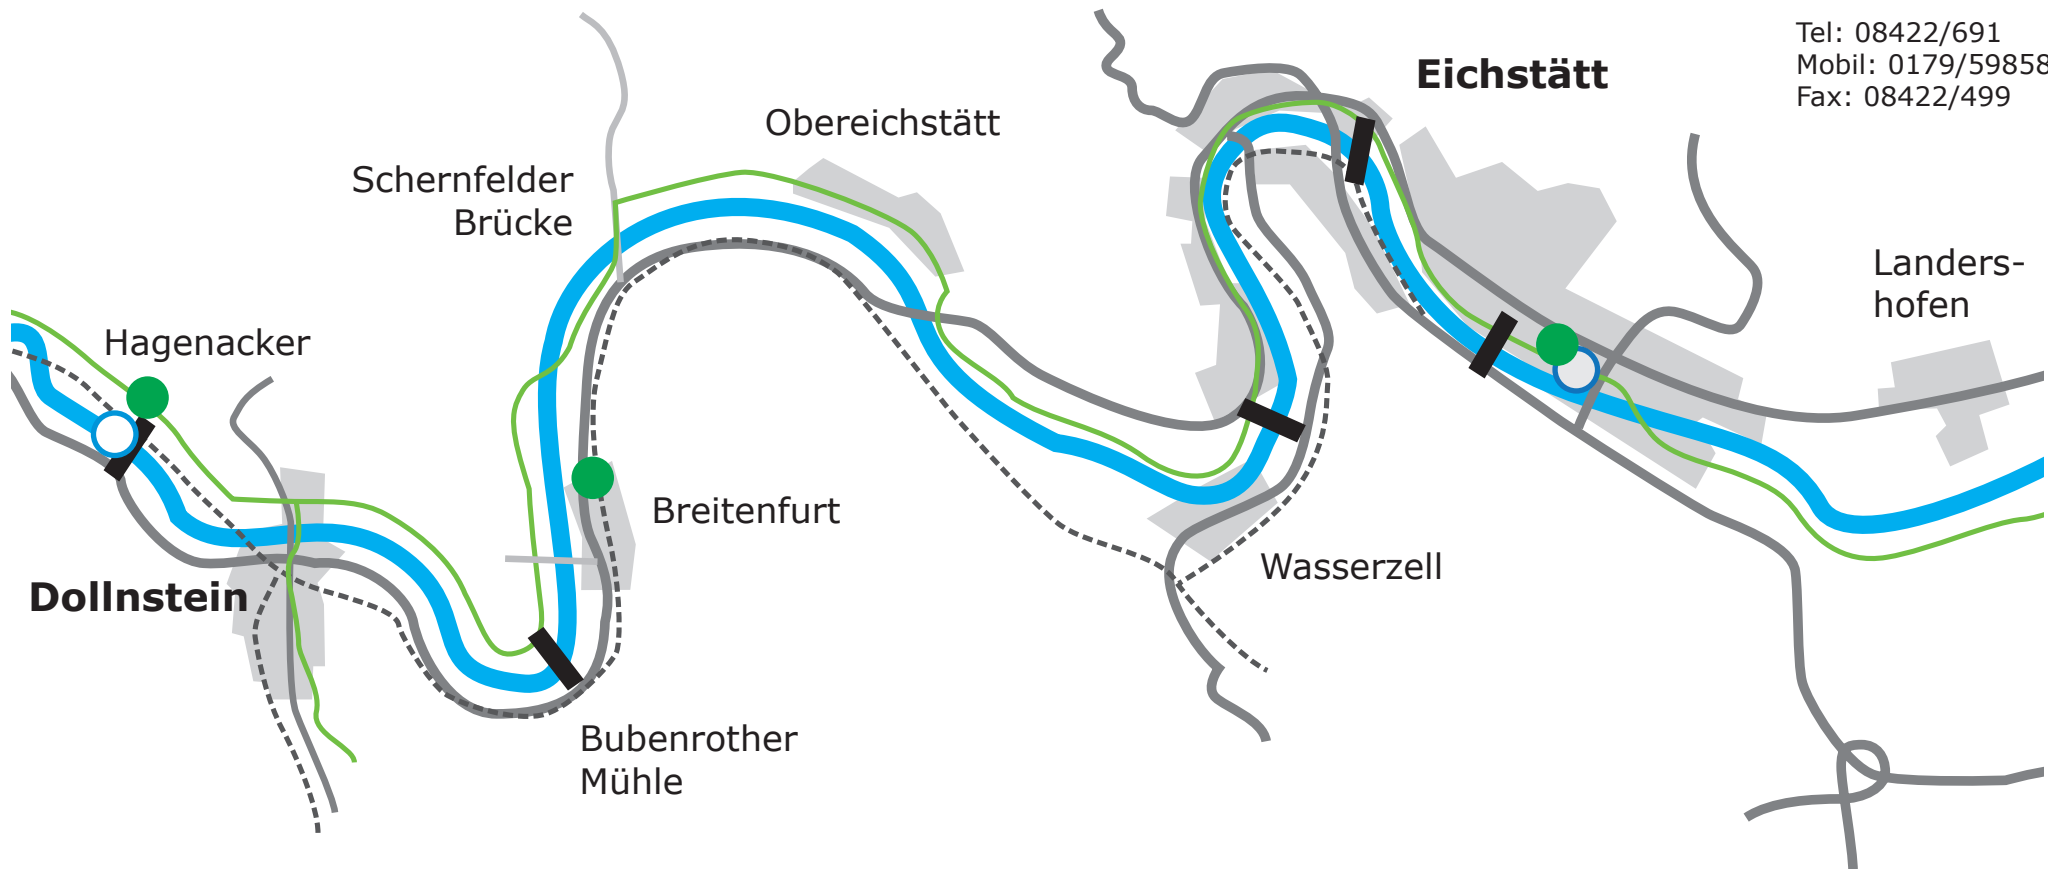 Tel: 08422/691
Mobil: 0179/59858
Fax: 08422/499
Eichstätt
Obereichstätt
Schernfelder
Brücke
Landers-
hofen
Hagenacker
Breitenfurt
Wasserzell
Dollnstein
Bubenrother
Mühle